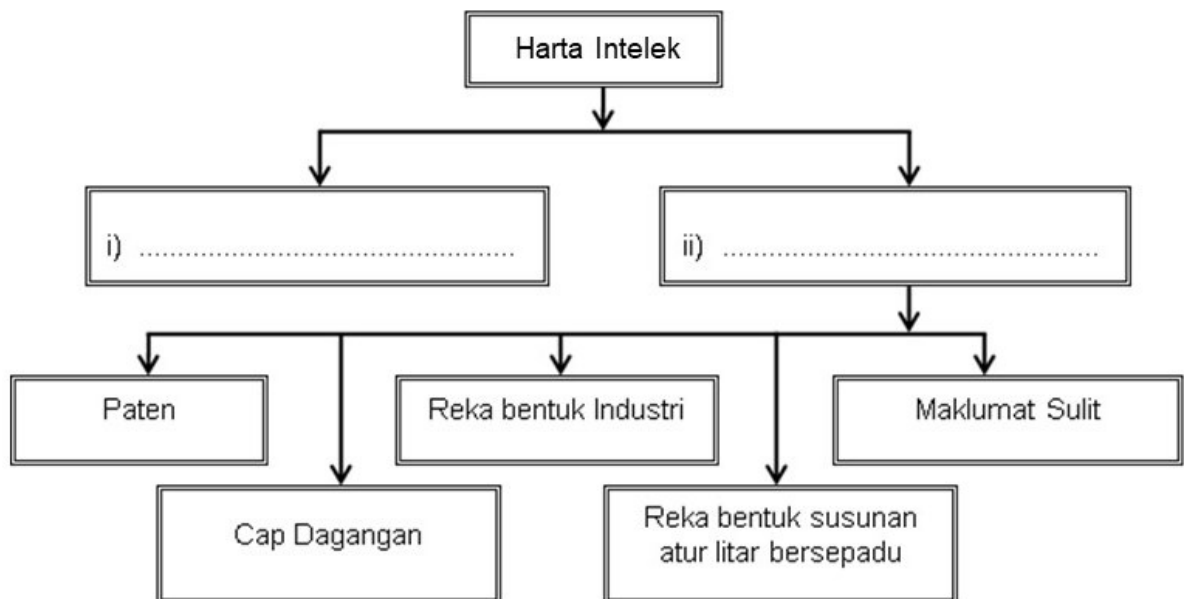 Harta Intelek
i) ............................................
ii) ............................................
Paten
Reka bentuk Industri
Maklumat Sulit
Cap Dagangan
Reka bentuk susunan
atur litar bersepadu